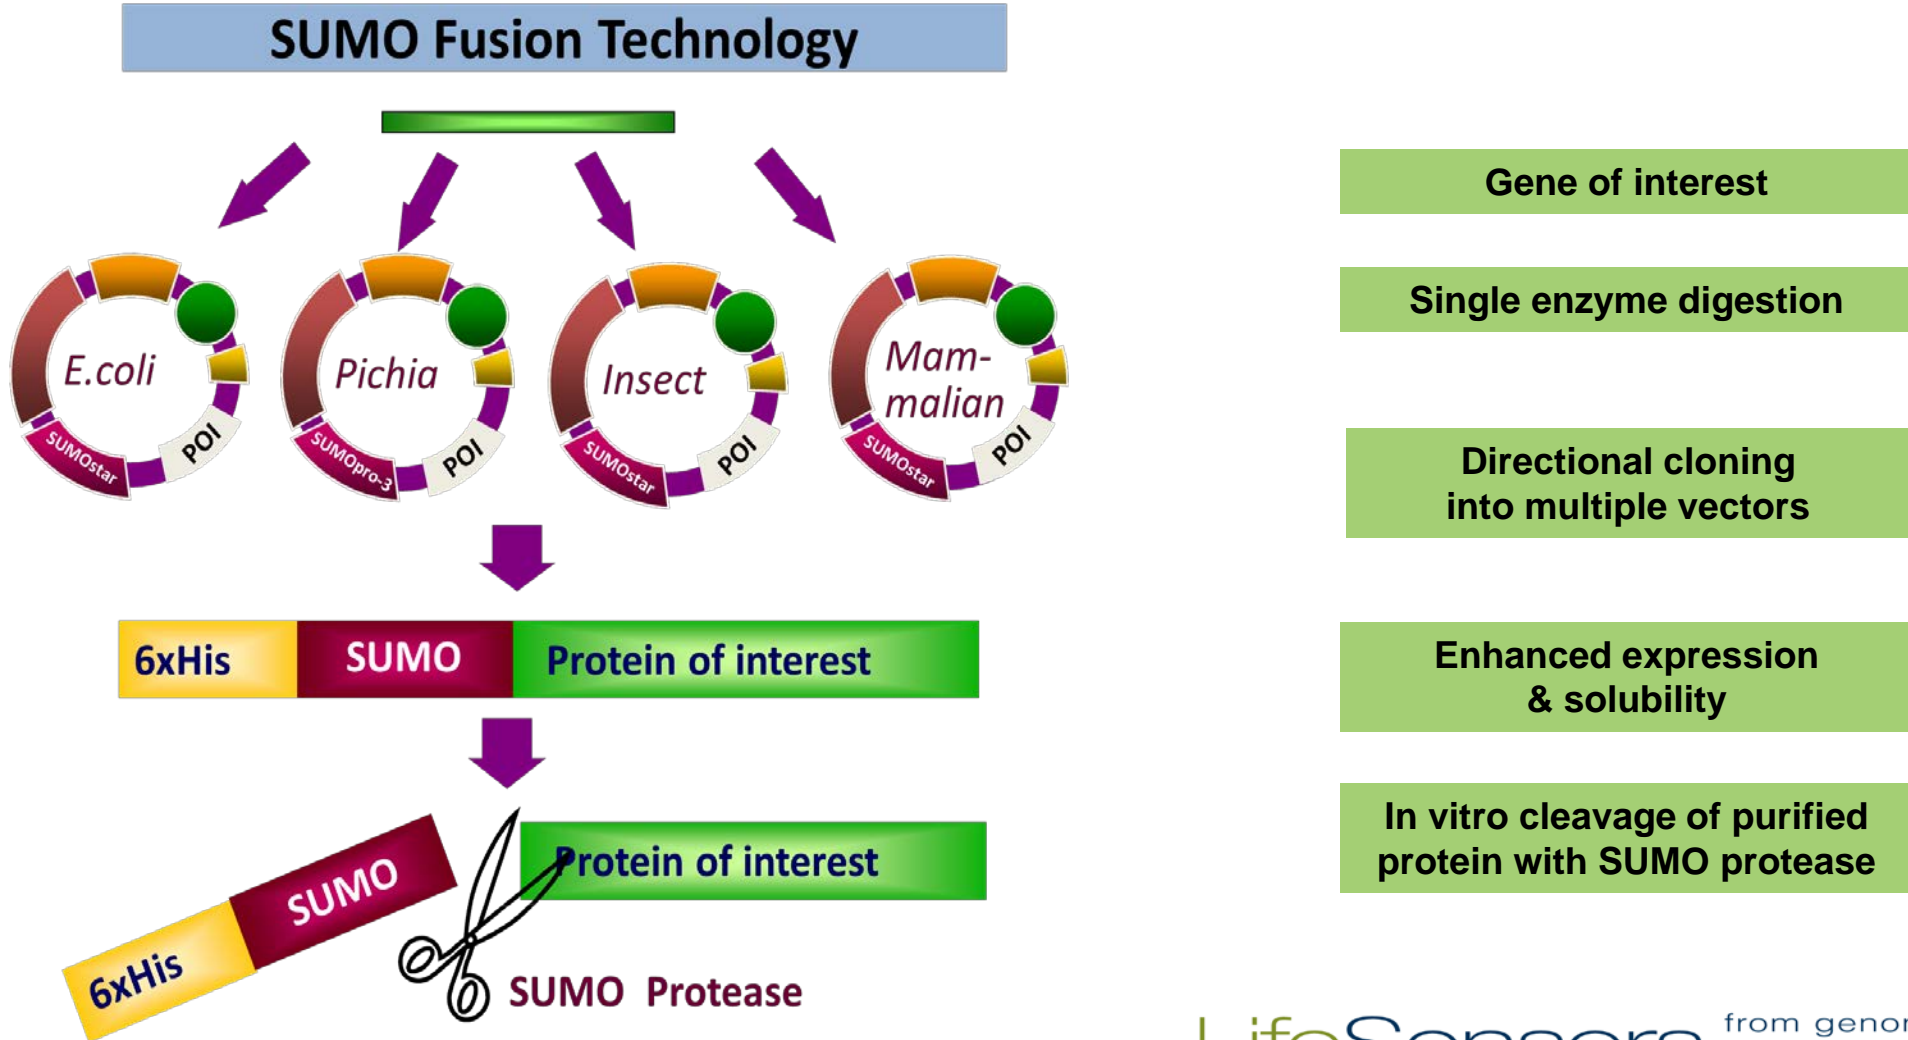 SUMO Fusion Technology
Gene of interest
Single enzyme digestion
E.coli
SUMOstar
POI
Pichia
SUMOpro-3
POI
Insect
SUMOstar
POI
Mam-
malian
SUMOstar
POI
Directional cloning
into multiple vectors
6xHis SUMO Protein of interest
Enhanced expression
& solubility
6xHis SUMO
Protein of interest
SUMO Protease
In vitro cleavage of purified
protein with SUMO protease
LifeSensors from